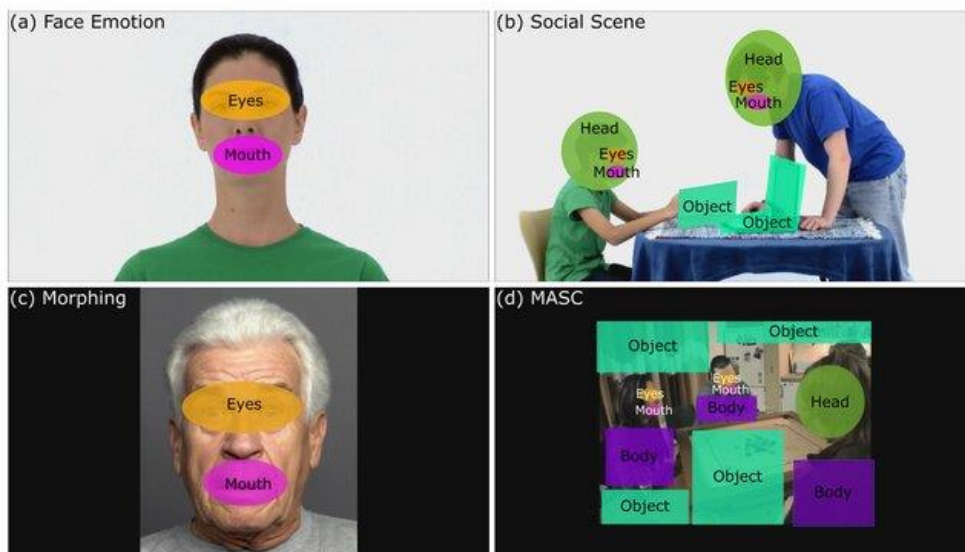 (a) Face Emotion
Eyes
Mouth
(b) Social Scene
Head
Eyes
Mouth
Head
Eyes
Mouth
Object
Object
(c) Morphing
Eyes
Mouth
(d) MASC
Object
Object
Eyes
Mouth
Eyes
Mouth
Body
Head
Body
Object
Object
Body